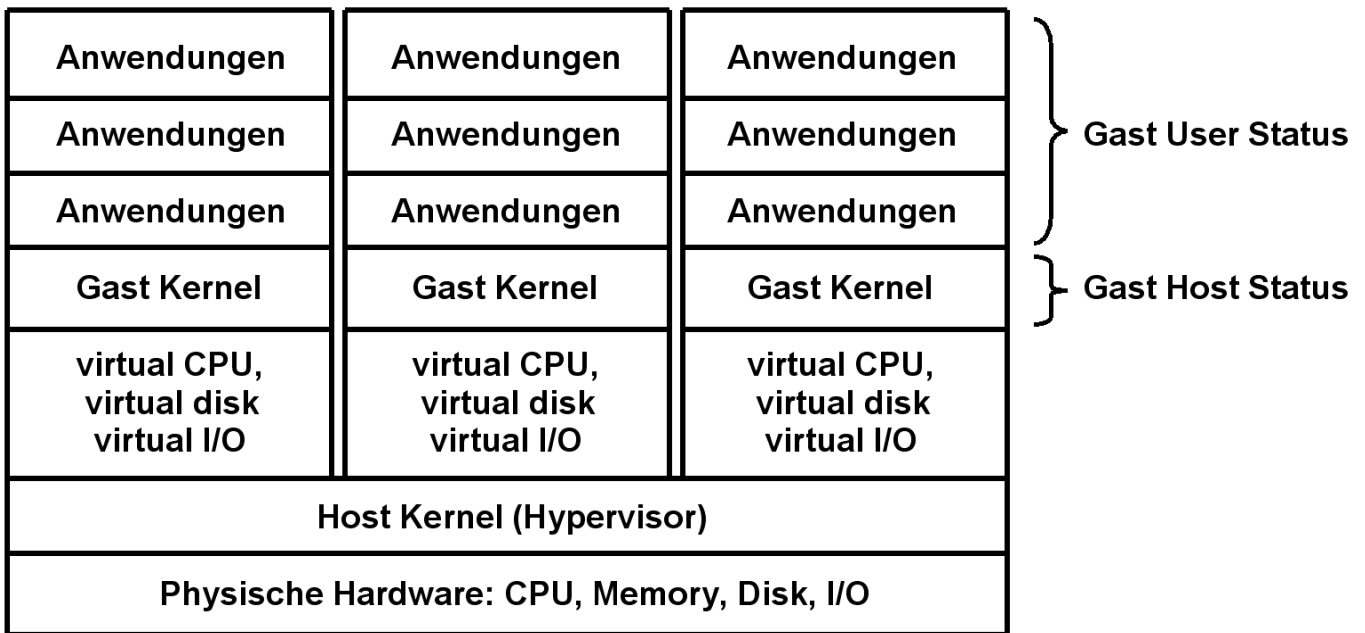 Anwendungen Anwendungen Anwendungen
Anwendungen Anwendungen Anwendungen Gast User Status
Anwendungen Anwendungen Anwendungen
Gast Kernel Gast Kernel Gast Kernel Gast Host Status
virtual CPU, virtual CPU, virtual CPU,
virtual disk virtual disk virtual disk
virtual I/O virtual I/O virtual I/O
Host Kernel (Hypervisor)
Physische Hardware: CPU, Memory, Disk, I/O